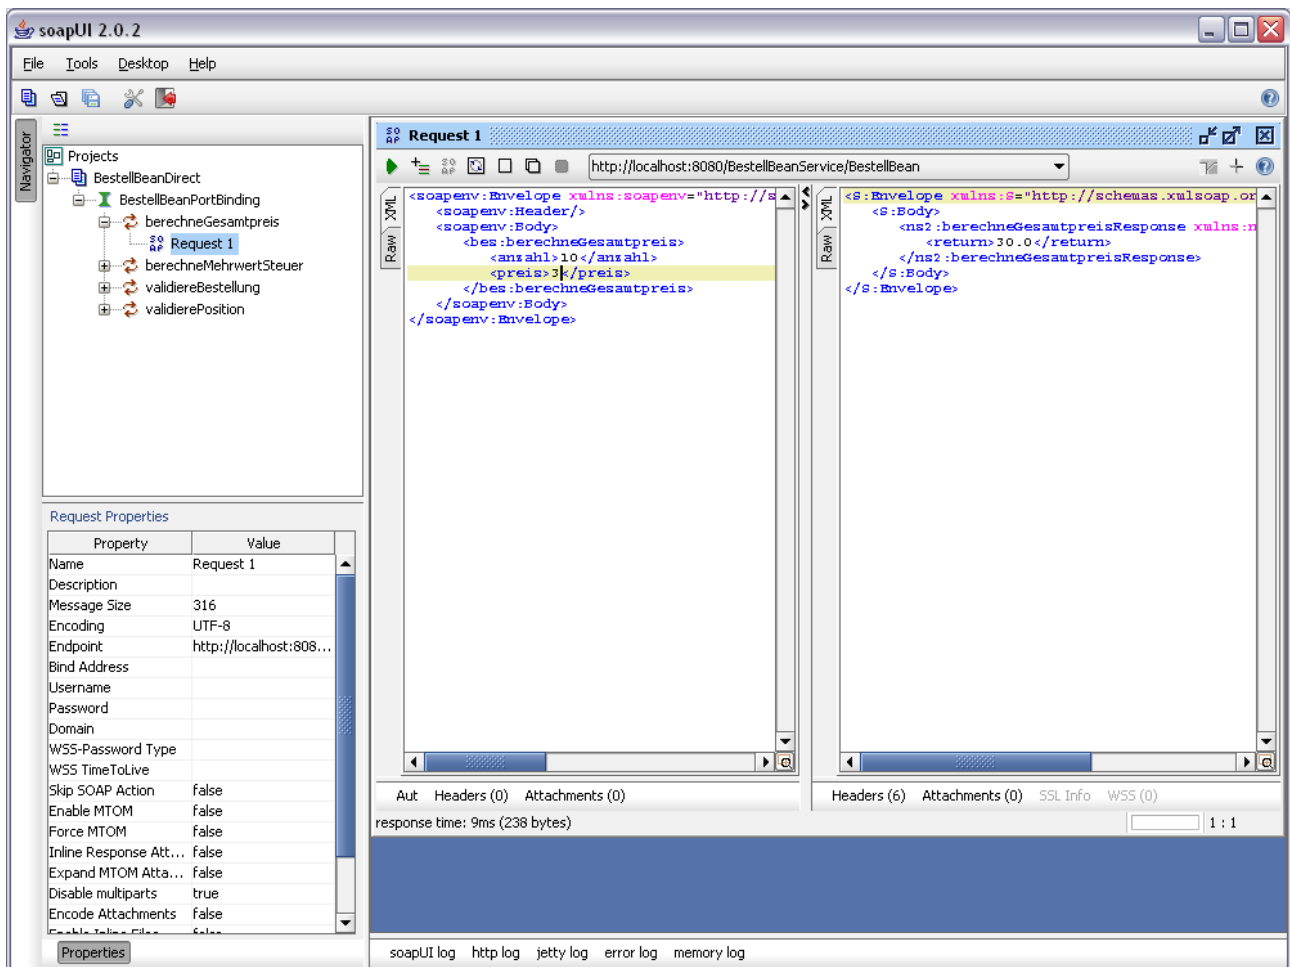 soapUI 2.0.2
File Tools Desktop Help
Navigator
Projects
BestellBeanDirect
BestellBeanPortBinding
berechneGesamtpreis
SO AP Request 1
berechneMehrwertSteuer
validiereBestellung
validierePosition
Request Properties
Property Value
Name Request 1
Description
Message Size 316
Encoding UTF-8
Endpoint http://localhost:808...
Bind Address
Username
Password
Domain
WSS-Password Type
WSS TimeToLive
Skip SOAP Action false
Enable MTOM false
Force MTOM false
Inline Response Att... false
Expand MTOM Atta... false
Disable multiparts true
Encode Attachments false
Properties
SO AP Request 1
http://localhost:8080/BestellBeanService/BestellBean
XML
Raw
<soapenv:Envelope xmlns:soapenv="http://s
<soapenv:Header/>
<soapenv:Body>
<bes:berechneGesamtpreis>
<anzahl>10</anzahl>
<preis>3</preis>
</bes:berechneGesamtpreis>
</soapenv:Body>
</soapenv:Envelope>
Aut Headers (0) Attachments (0)
XML
Raw
<S:Envelope xmlns:S="http://schemas.xmlsoap.or
<S:Body>
<ns2:berechneGesamtpreisResponse xmlns:n
<return>30.0</return>
</ns2:berechneGesamtpreisResponse>
</S:Body>
</S:Envelope>
Headers (6) Attachments (0) SSL Info WSS (0)
response time: 9ms (238 bytes)
1 : 1
soapUI log http log jetty log error log memory log